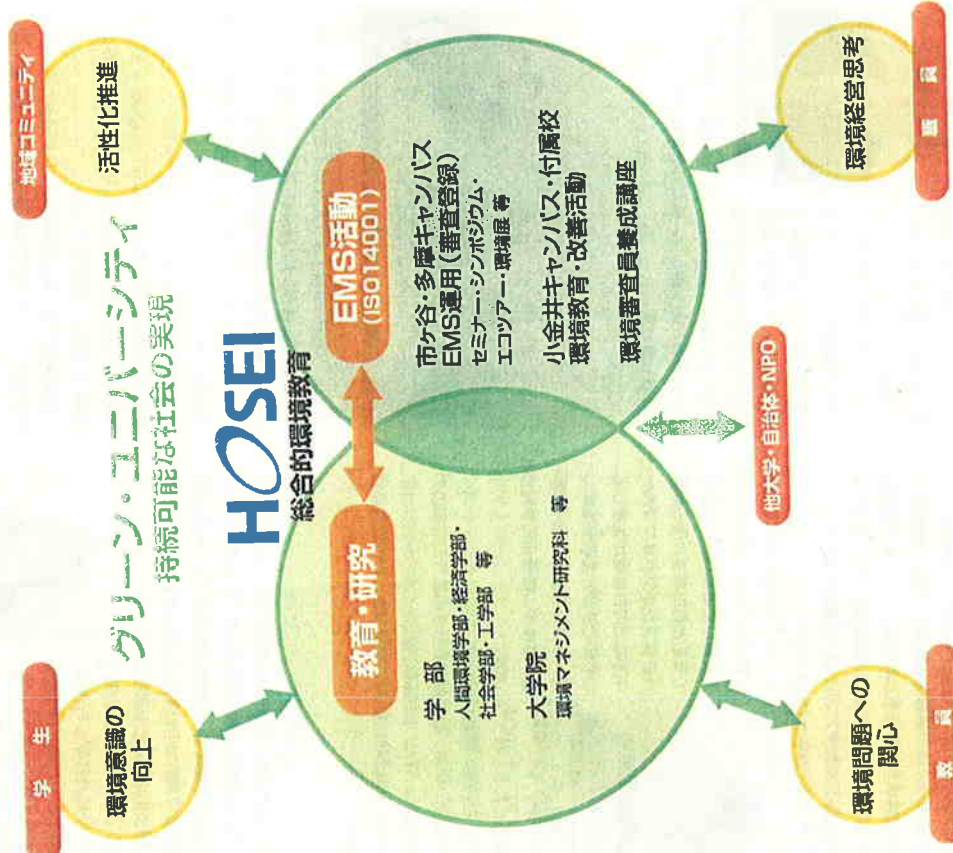 グリーン・ユニバーシティ
持続可能な社会の実現
HOSEI
総合的環境教育
学生
環境意識の
向上
地域コミュニティ
活性化推進
教育・研究
学部
人間環境学部・経済学部・
社会学部・工学部 等
大学院
環境マネジメント研究科 等
EMS活動
(ISO14001)
市ケ谷・多摩キャンパス
EMS運用(審査登録)
セミナー・シンポジウム・
エコツアー・環境展 等
小金井キャンパス・付属校
環境教育・改善活動
環境審査員養成講座
環境問題への
関心
教員
他大学・自治体・NPO
環境経営思考
職員